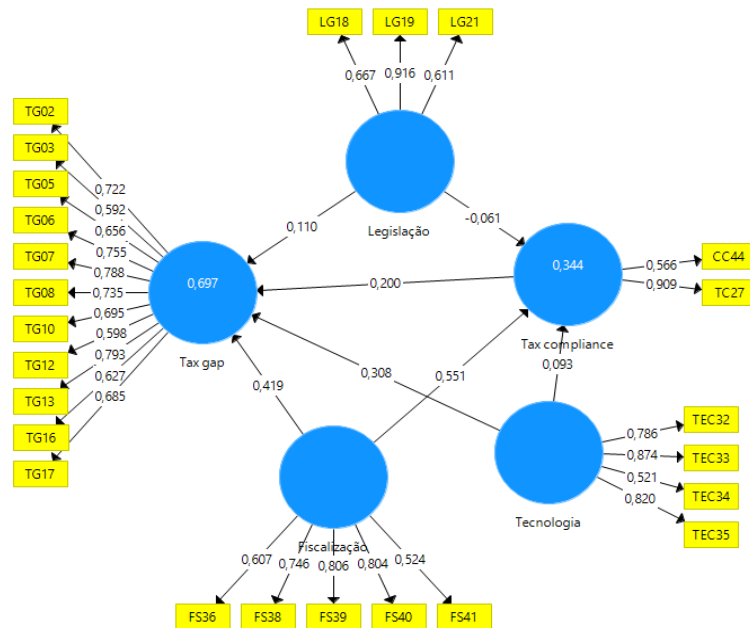 LG18 LG19 LG21
0,667 0,916 0,611
TG02
TG03
TG05
TG06
TG07
TG08
TG10
TG12
TG13
TG16
TG17
0,722
0,592
0,656
0,755
0,788
0,735
0,695
0,598
0,793
0,627
0,685
0,697
Tax gap
Legislação
0,110
-0,061
0,200
0,344
Tax compliance
0,566
0,909
CC44
TC27
0,093
0,308
0,551
0,419
Tecnologia
0,786
0,874
0,521
0,820
TEC32
TEC33
TEC34
TEC35
Fiscalização
0,607 0,746 0,806 0,804 0,524
FS36 FS38 FS39 FS40 FS41